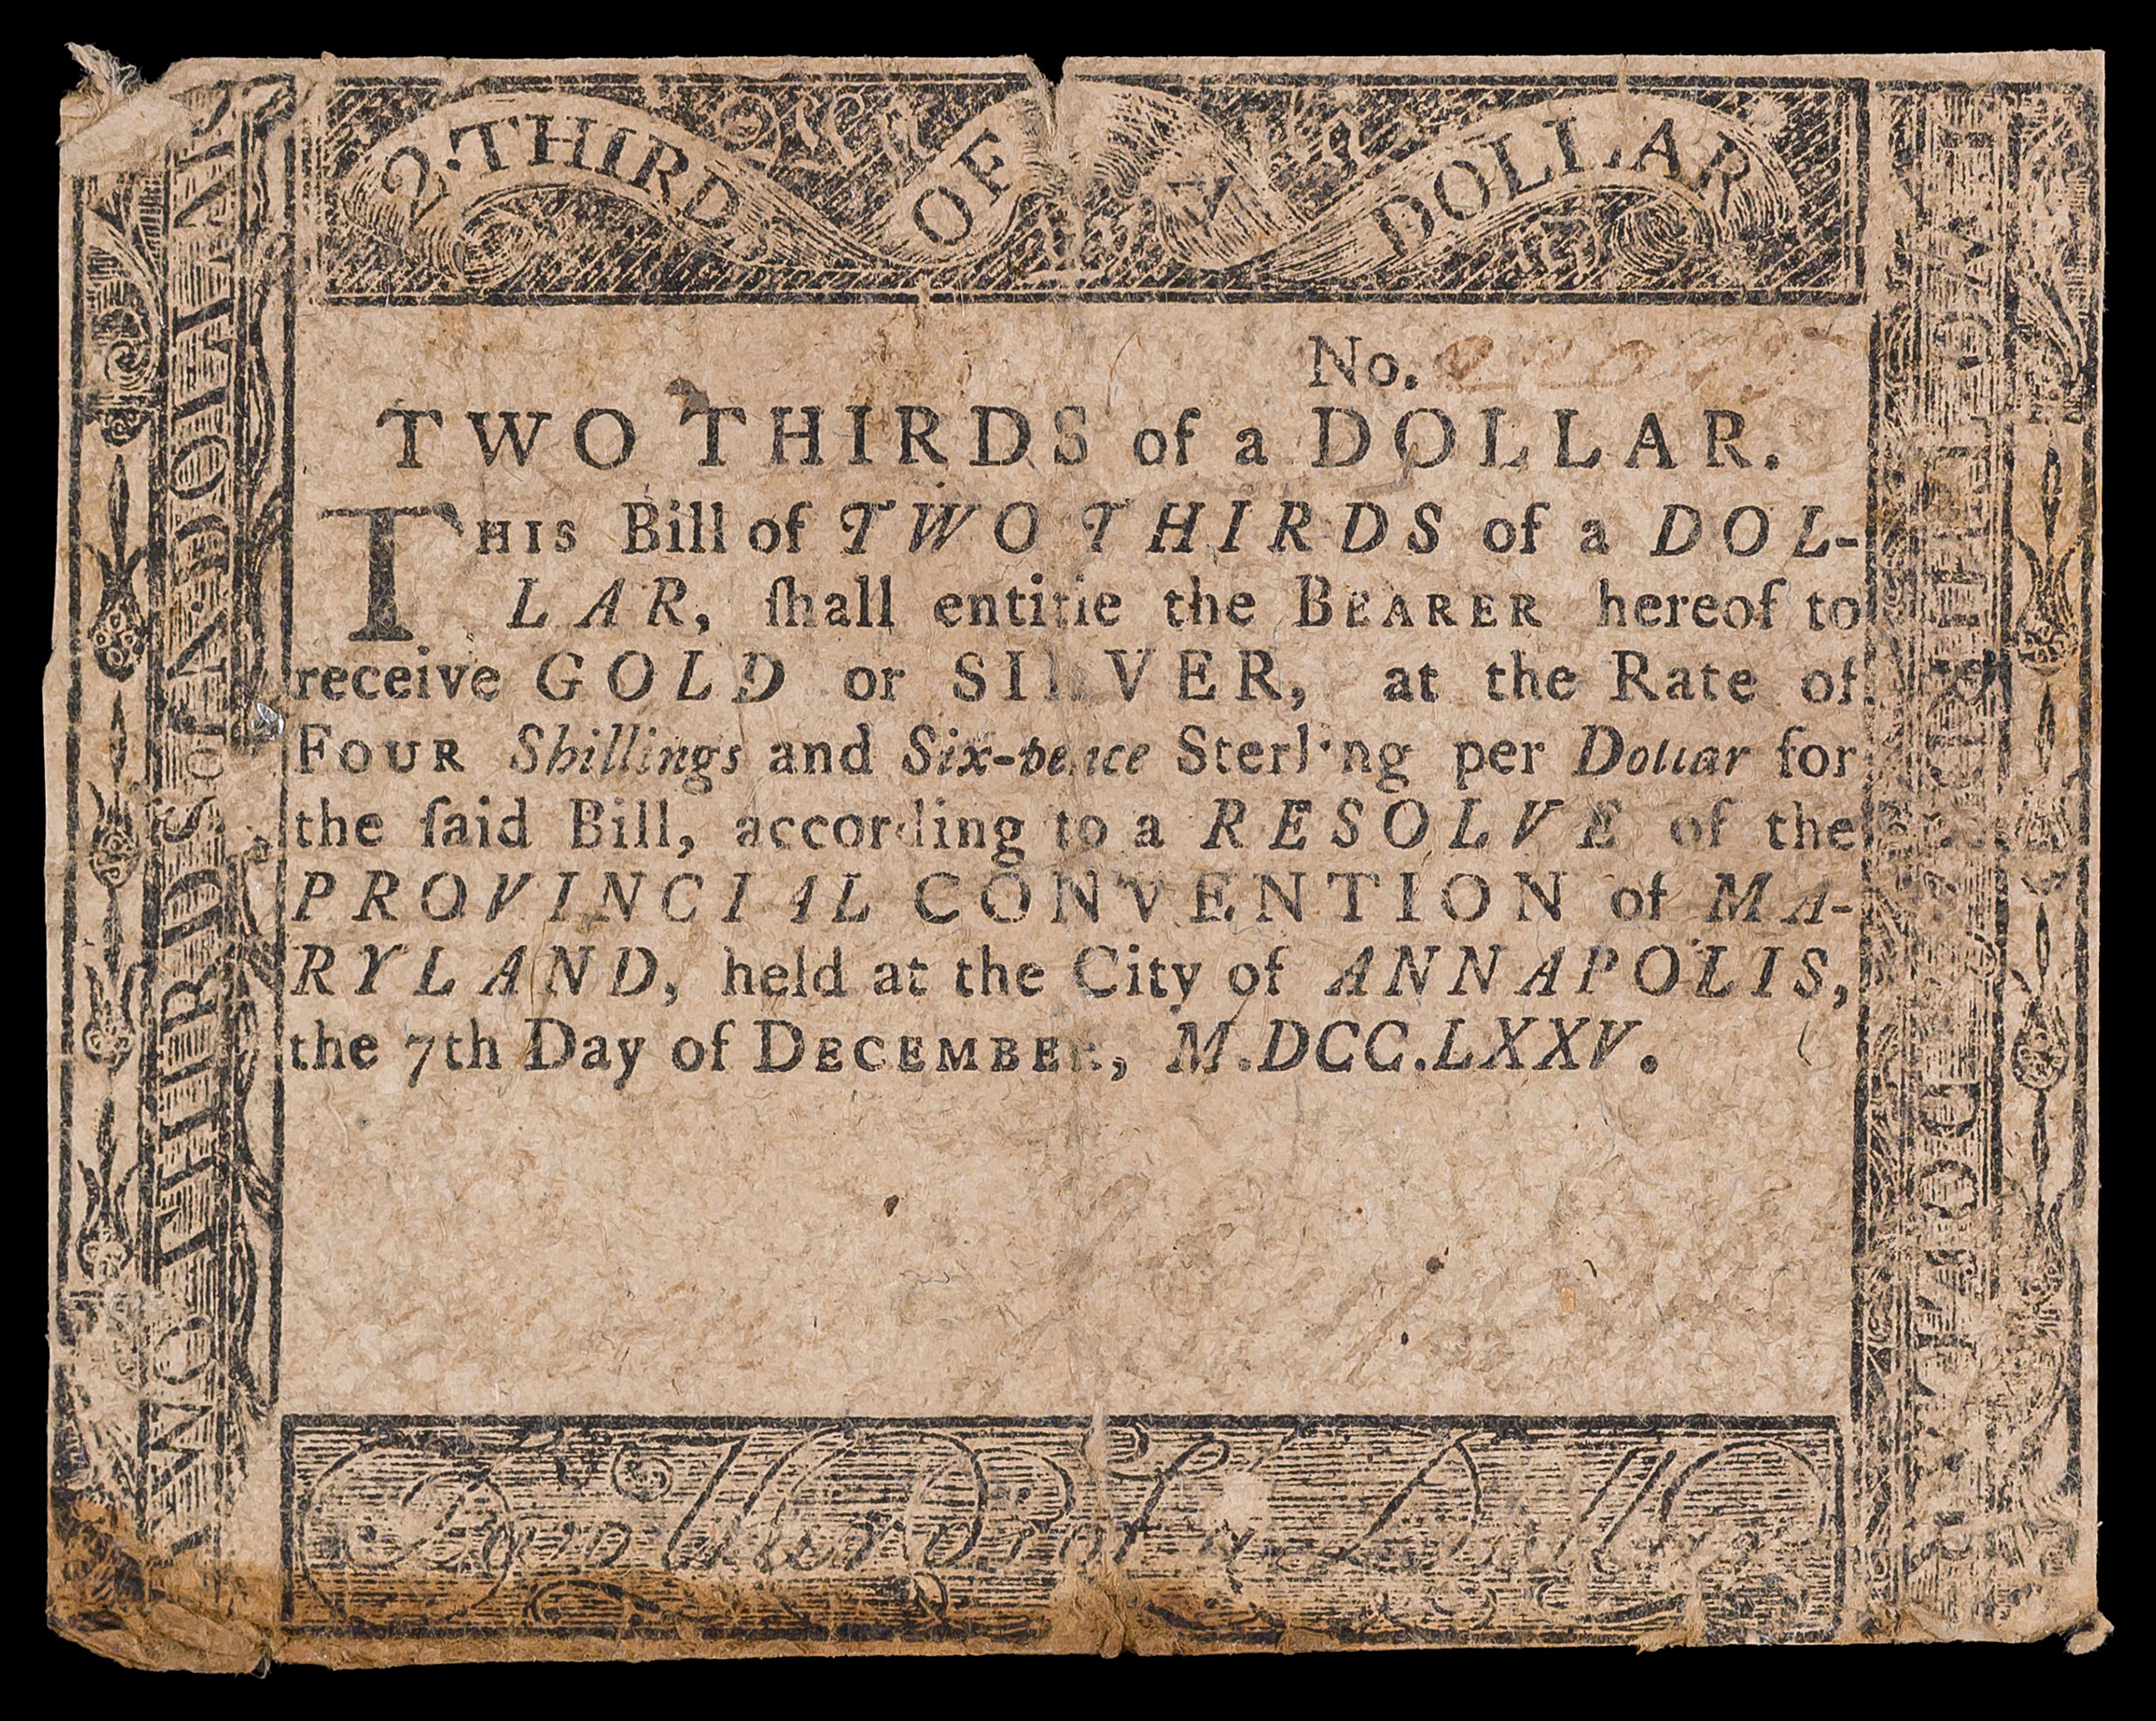 2·THIRDS OF A DOLLAR
TWO THIRDS of A DOLLAR
TWO THIRDS of a DOLLAR
No.
TWO THIRDS of a DOLLAR.
THIS Bill of TWO THIRDS of a DOL-
LAR, ſhall entitle the BEARER hereof to
receive GOLD or SILVER, at the Rate of
FOUR Shillings and Six-pence Sterling per Dollar for
the ſaid Bill, according to a RESOLVE of the
PROVINCIAL CONVENTION of MA-
RYLAND, held at the City of ANNAPOLIS,
the 7th Day of DECEMBER, M.DCC.LXXV.